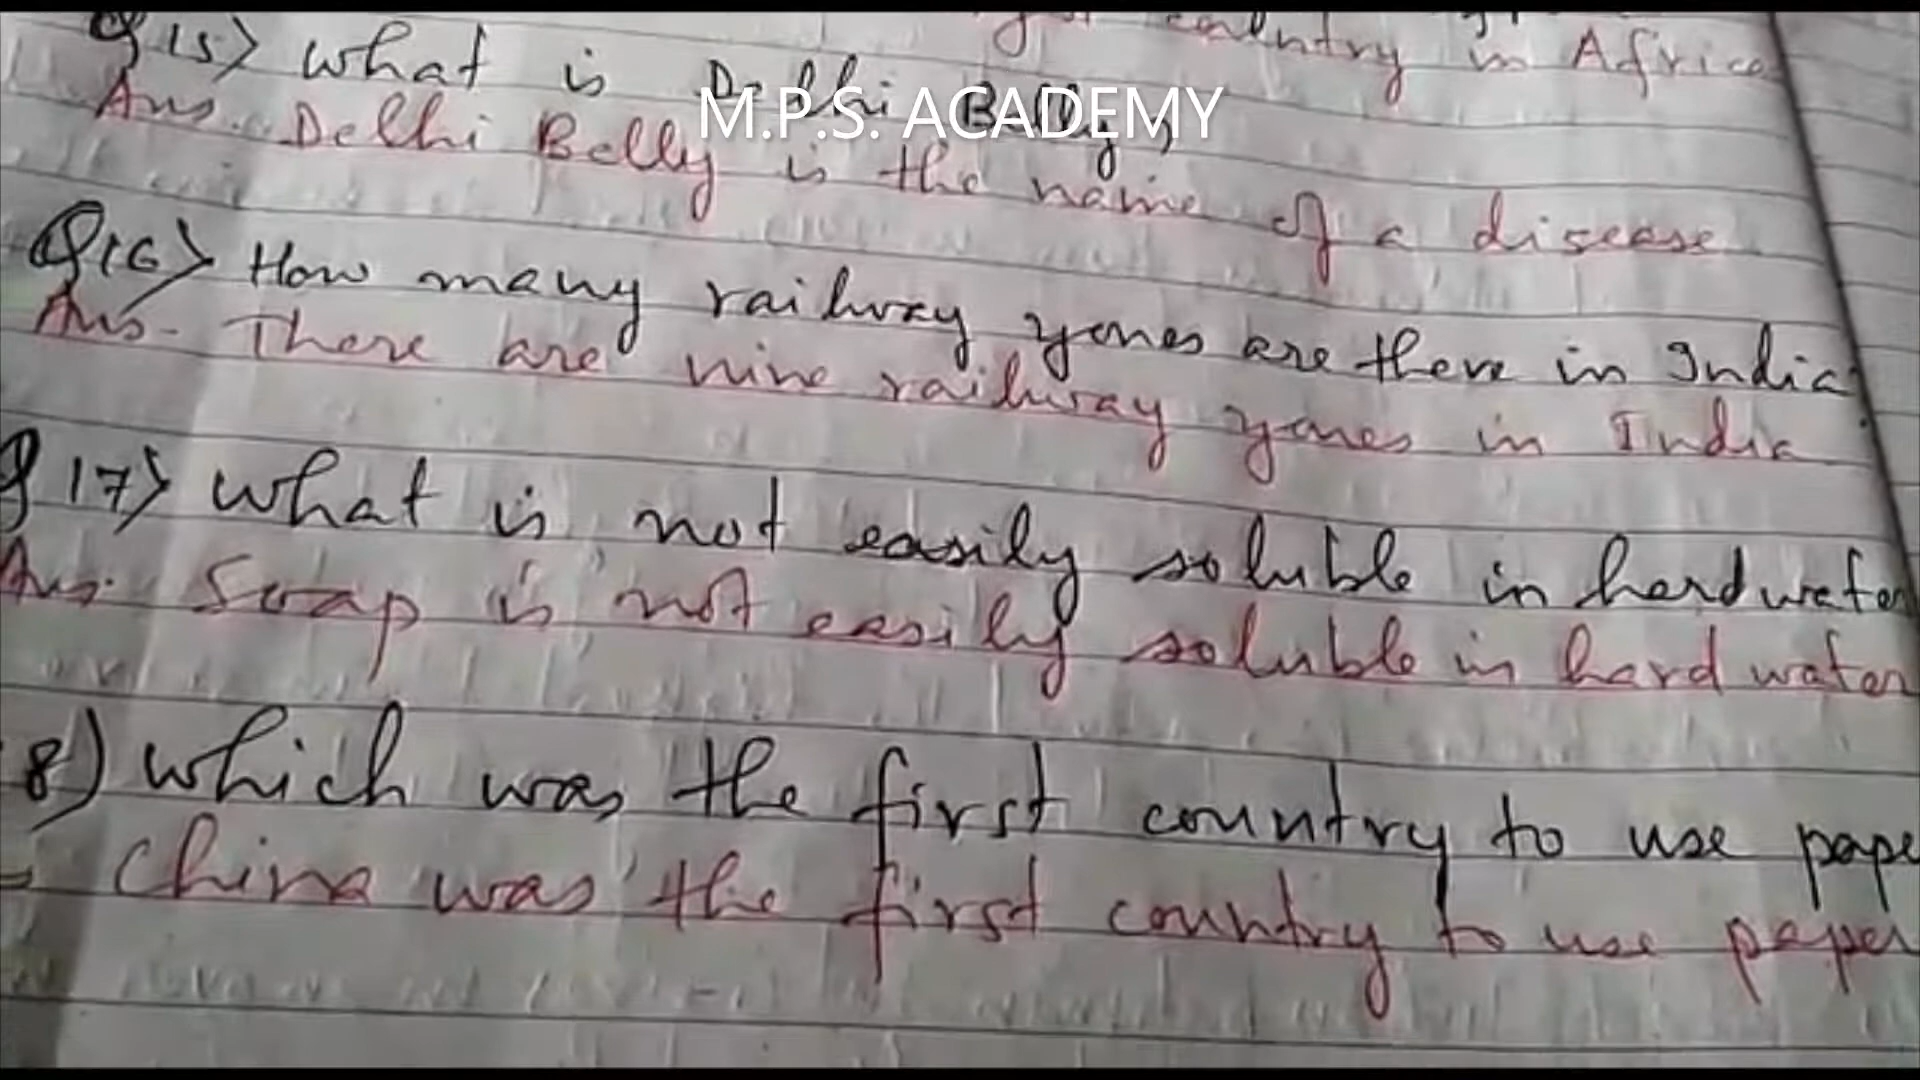 country in Africa
Q15) What is Delhi Belly?
M.P.S. ACADEMY
Ans. Delhi Belly is the name of a disease
Q16) How many railway zones are there in India?
Ans- There are nine railway zones in India
Q17) What is not easily soluble in hard water
Ans. Soap is not easily soluble in hard water
8) which was the first country to use pape
China was the first country to use paper